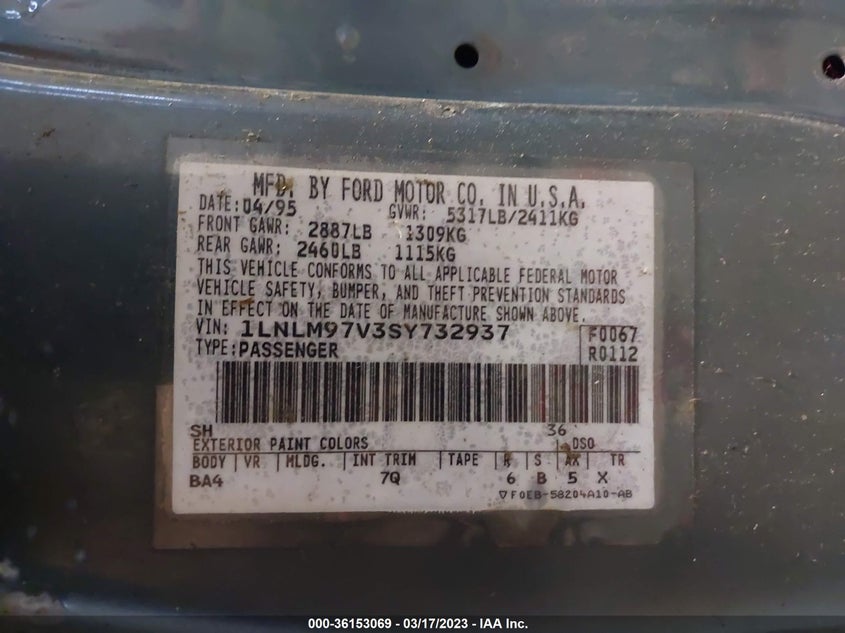 MFD. BY FORD MOTOR CO. IN U.S.A.
DATE: 04/95 GVWR: 5317LB/2411KG
FRONT GAWR: 2887LB 1309KG
REAR GAWR: 2460LB 1115KG
THIS VEHICLE CONFORMS TO ALL APPLICABLE FEDERAL MOTOR
VEHICLE SAFETY, BUMPER, AND THEFT PREVENTION STANDARDS
IN EFFECT ON THE DATE OF MANUFACTURE SHOWN ABOVE.
VIN: 1LNLM97V3SY732937 F0067
TYPE: PASSENGER R0112
SH 36
EXTERIOR PAINT COLORS DSO
BODY VR MLDG. INT TRIM TAPE R S AX TR
BA4 7Q 6 B 5 X
▽F0EB-58204A10-AB
000-36153069 - 03/17/2023 - IAA Inc.